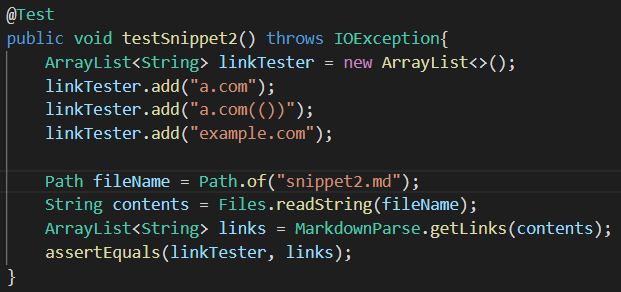 @Test
public void testSnippet2() throws IOException{
    ArrayList<String> linkTester = new ArrayList<>();
    linkTester.add("a.com");
    linkTester.add("a.com(())");
    linkTester.add("example.com");

    Path fileName = Path.of("snippet2.md");
    String contents = Files.readString(fileName);
    ArrayList<String> links = MarkdownParse.getLinks(contents);
    assertEquals(linkTester, links);
}